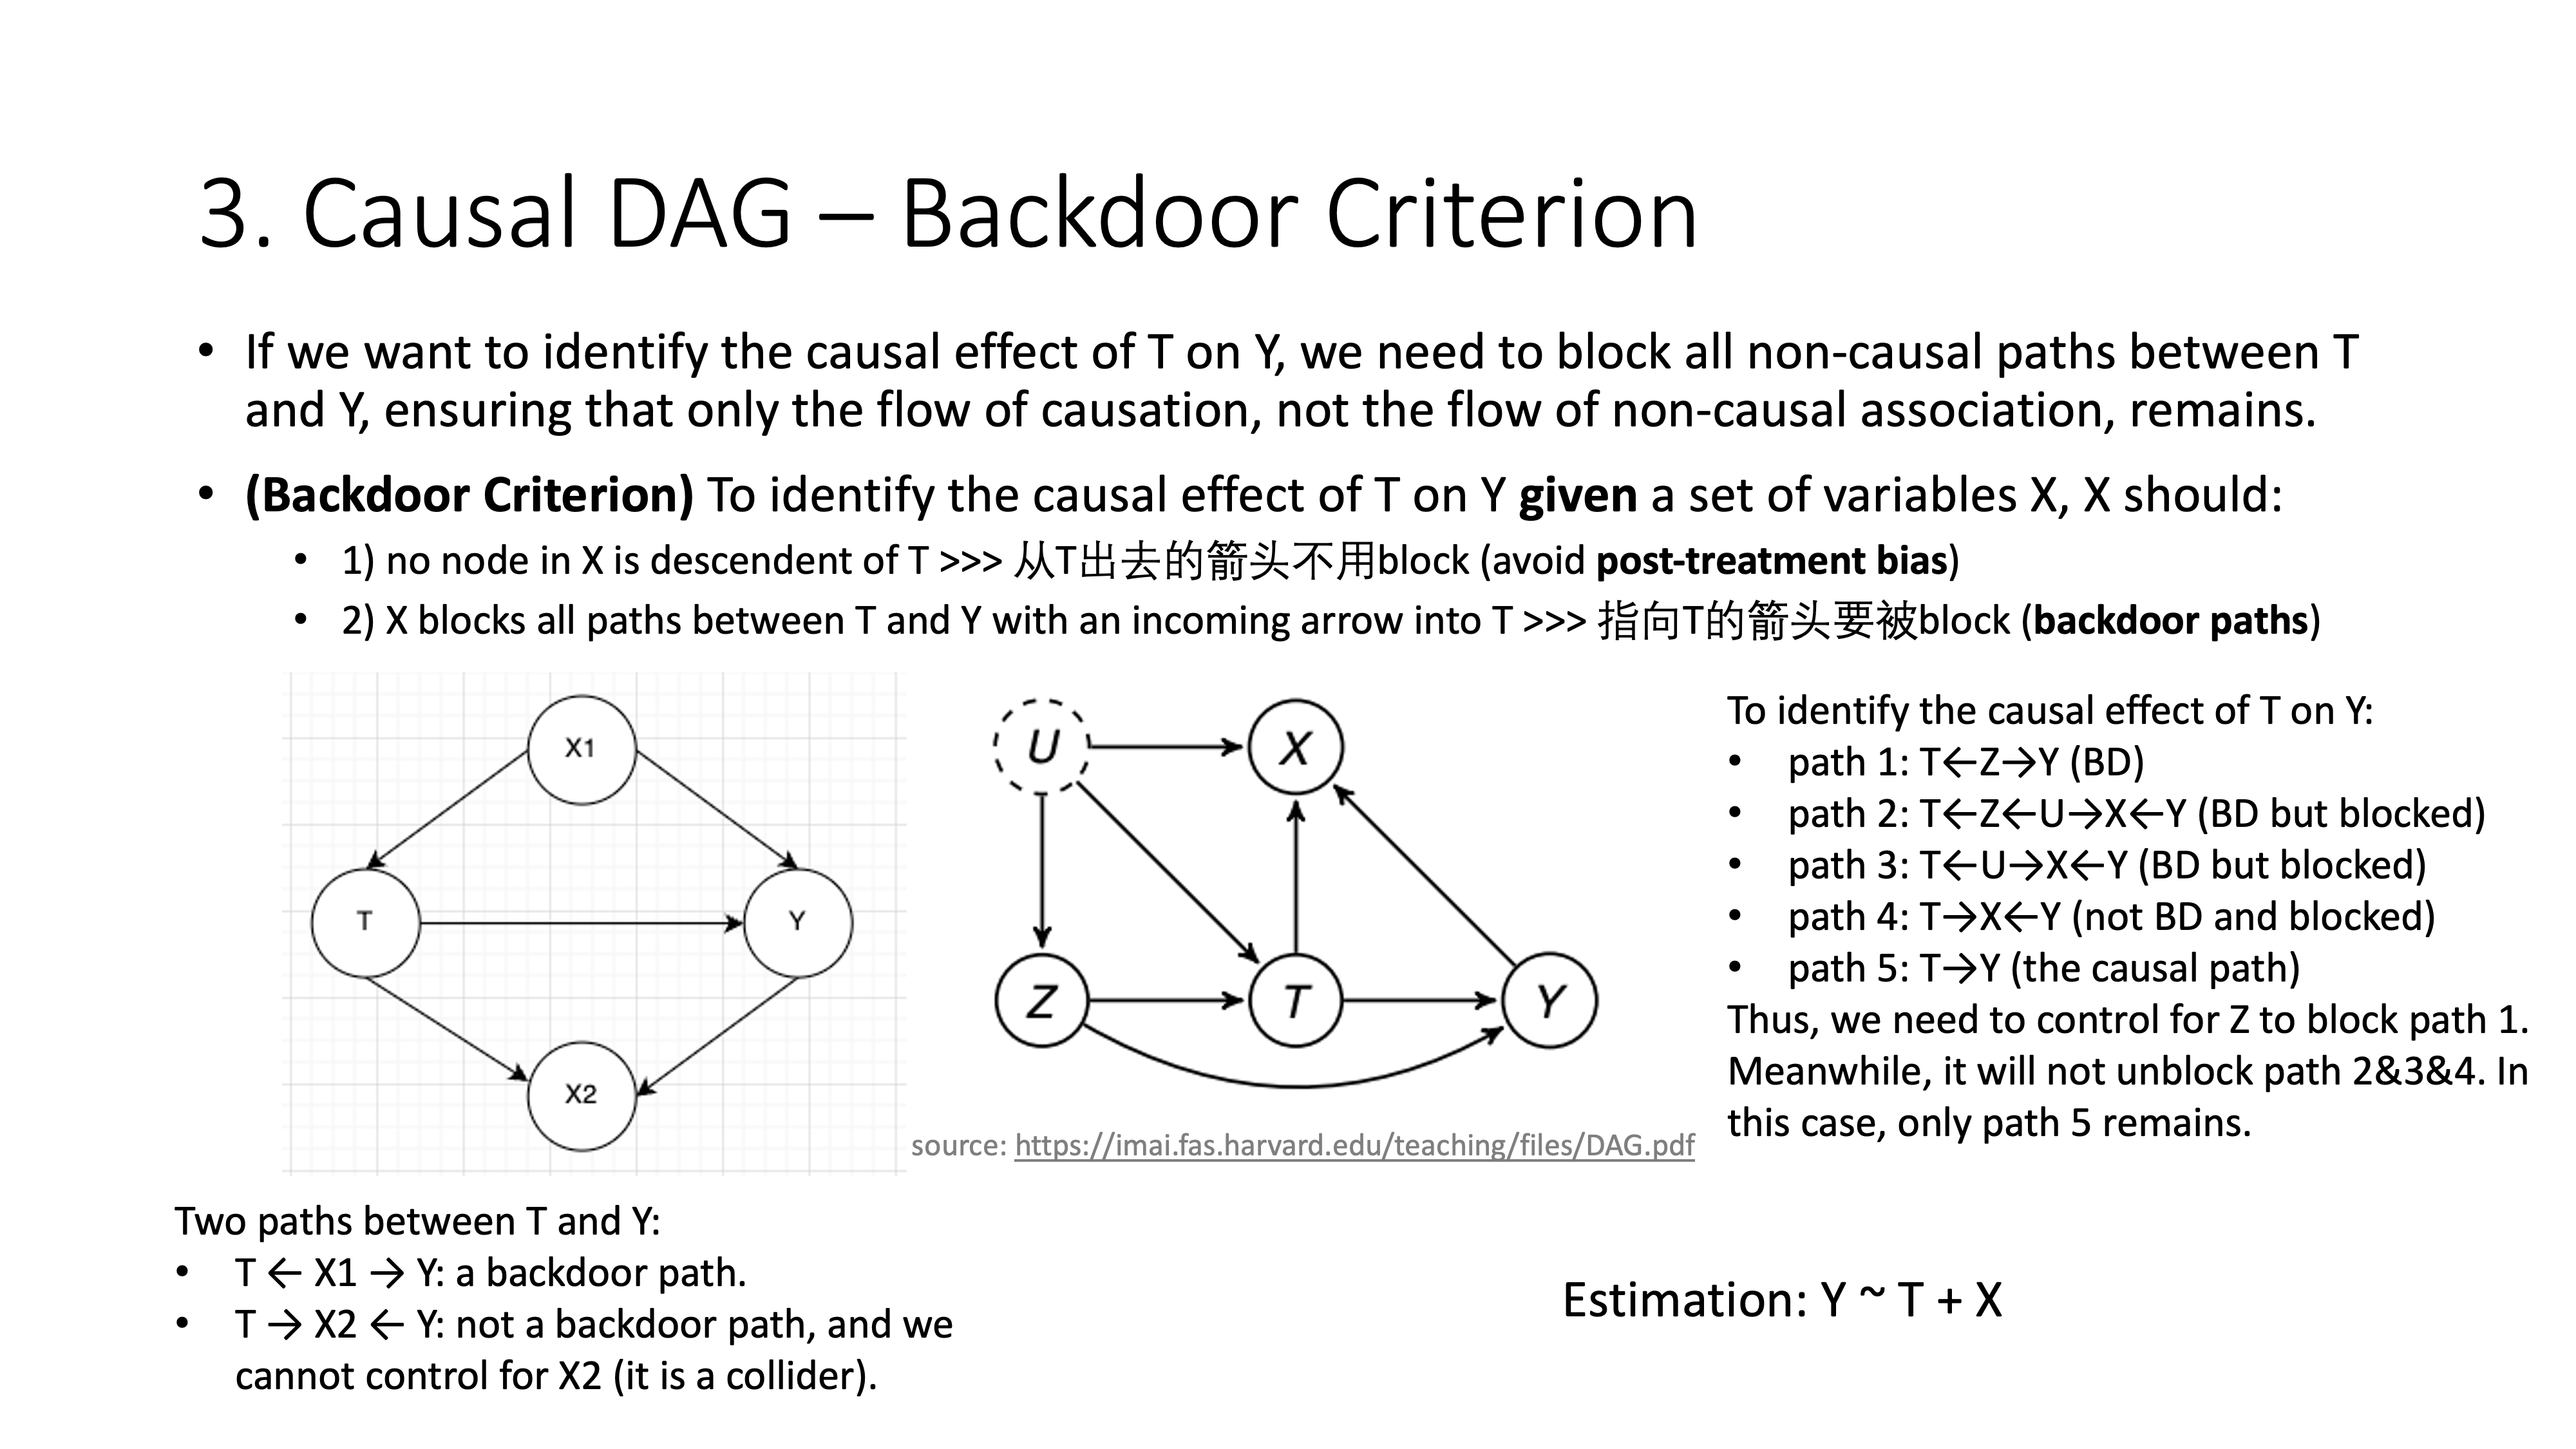 3. Causal DAG – Backdoor Criterion
• If we want to identify the causal effect of T on Y, we need to block all non-causal paths between T
and Y, ensuring that only the flow of causation, not the flow of non-causal association, remains.
• (Backdoor Criterion) To identify the causal effect of T on Y given a set of variables X, X should:
• 1) no node in X is descendent of T >>> 从T出去的箭头不用block (avoid post-treatment bias)
• 2) X blocks all paths between T and Y with an incoming arrow into T >>> 指向T的箭头要被block (backdoor paths)
X1
T
Y
X2
U
X
Z
T
Y
source: https://imai.fas.harvard.edu/teaching/files/DAG.pdf
To identify the causal effect of T on Y:
• path 1: T←Z→Y (BD)
• path 2: T←Z←U→X←Y (BD but blocked)
• path 3: T←U→X←Y (BD but blocked)
• path 4: T→X←Y (not BD and blocked)
• path 5: T→Y (the causal path)
Thus, we need to control for Z to block path 1.
Meanwhile, it will not unblock path 2&3&4. In
this case, only path 5 remains.
Two paths between T and Y:
• T ← X1 → Y: a backdoor path.
• T → X2 ← Y: not a backdoor path, and we
cannot control for X2 (it is a collider).
Estimation: Y ~ T + X